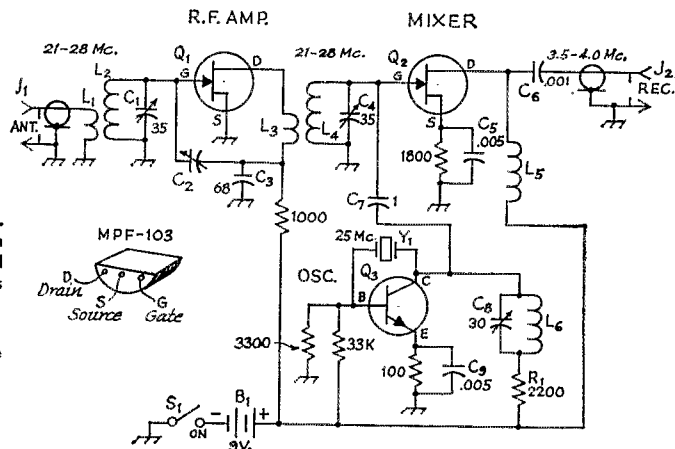 R.F. AMP.
MIXER
21-28 Mc.
21-28 Mc.
3.5-4.0 Mc.
J1
ANT.
L1
L2
C1
35
Q1
G
D
S
C2
68
C3
L3
1000
L4
C4
35
Q2
G
D
S
1800
C5
.005
C6
.001
J2
REC.
L5
C7
1
MPF-103
D
Drain
S
Source
G
Gate
OSC.
25 Mc.
Y1
Q3
B
C
E
3300
33K
100
C9
.005
C8
30
L6
R1
2200
S1
ON
B1
- +
9V.